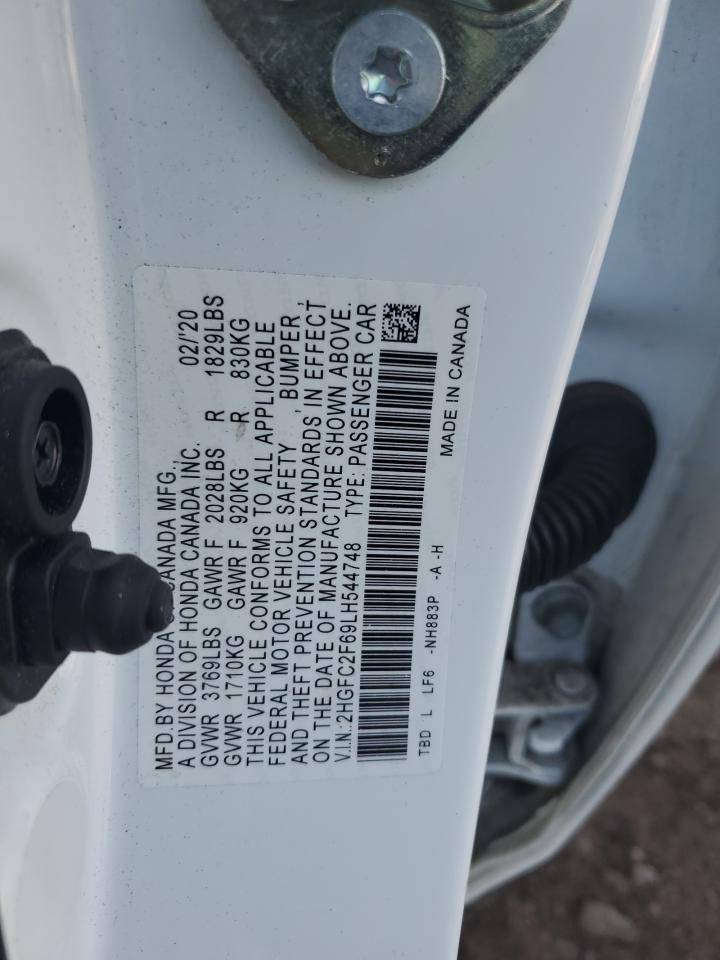 MFD.BY HONDA CANADA MFG., 02/'20
A DIVISION OF HONDA CANADA INC.
GVWR 3769LBS GAWR F 2028LBS R 1829LBS
GVWR 1710KG GAWR F 920KG R 830KG
THIS VEHICLE CONFORMS TO ALL APPLICABLE
FEDERAL MOTOR VEHICLE SAFETY , BUMPER ,
AND THEFT PREVENTION STANDARDS IN EFFECT
ON THE DATE OF MANUFACTURE SHOWN ABOVE.
V.I.N.:2HGFC2F69LH544748 TYPE: PASSENGER CAR
TBD L LF6 -NH883P -A -H
MADE IN CANADA